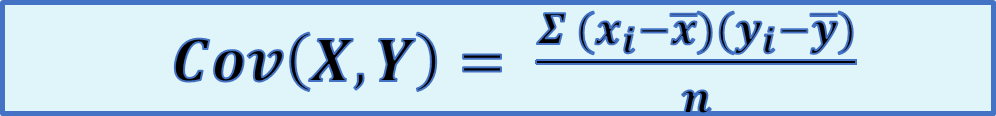 Cov(X,Y) = Σ (xᵢ−x̅)(yᵢ−y̅) / n